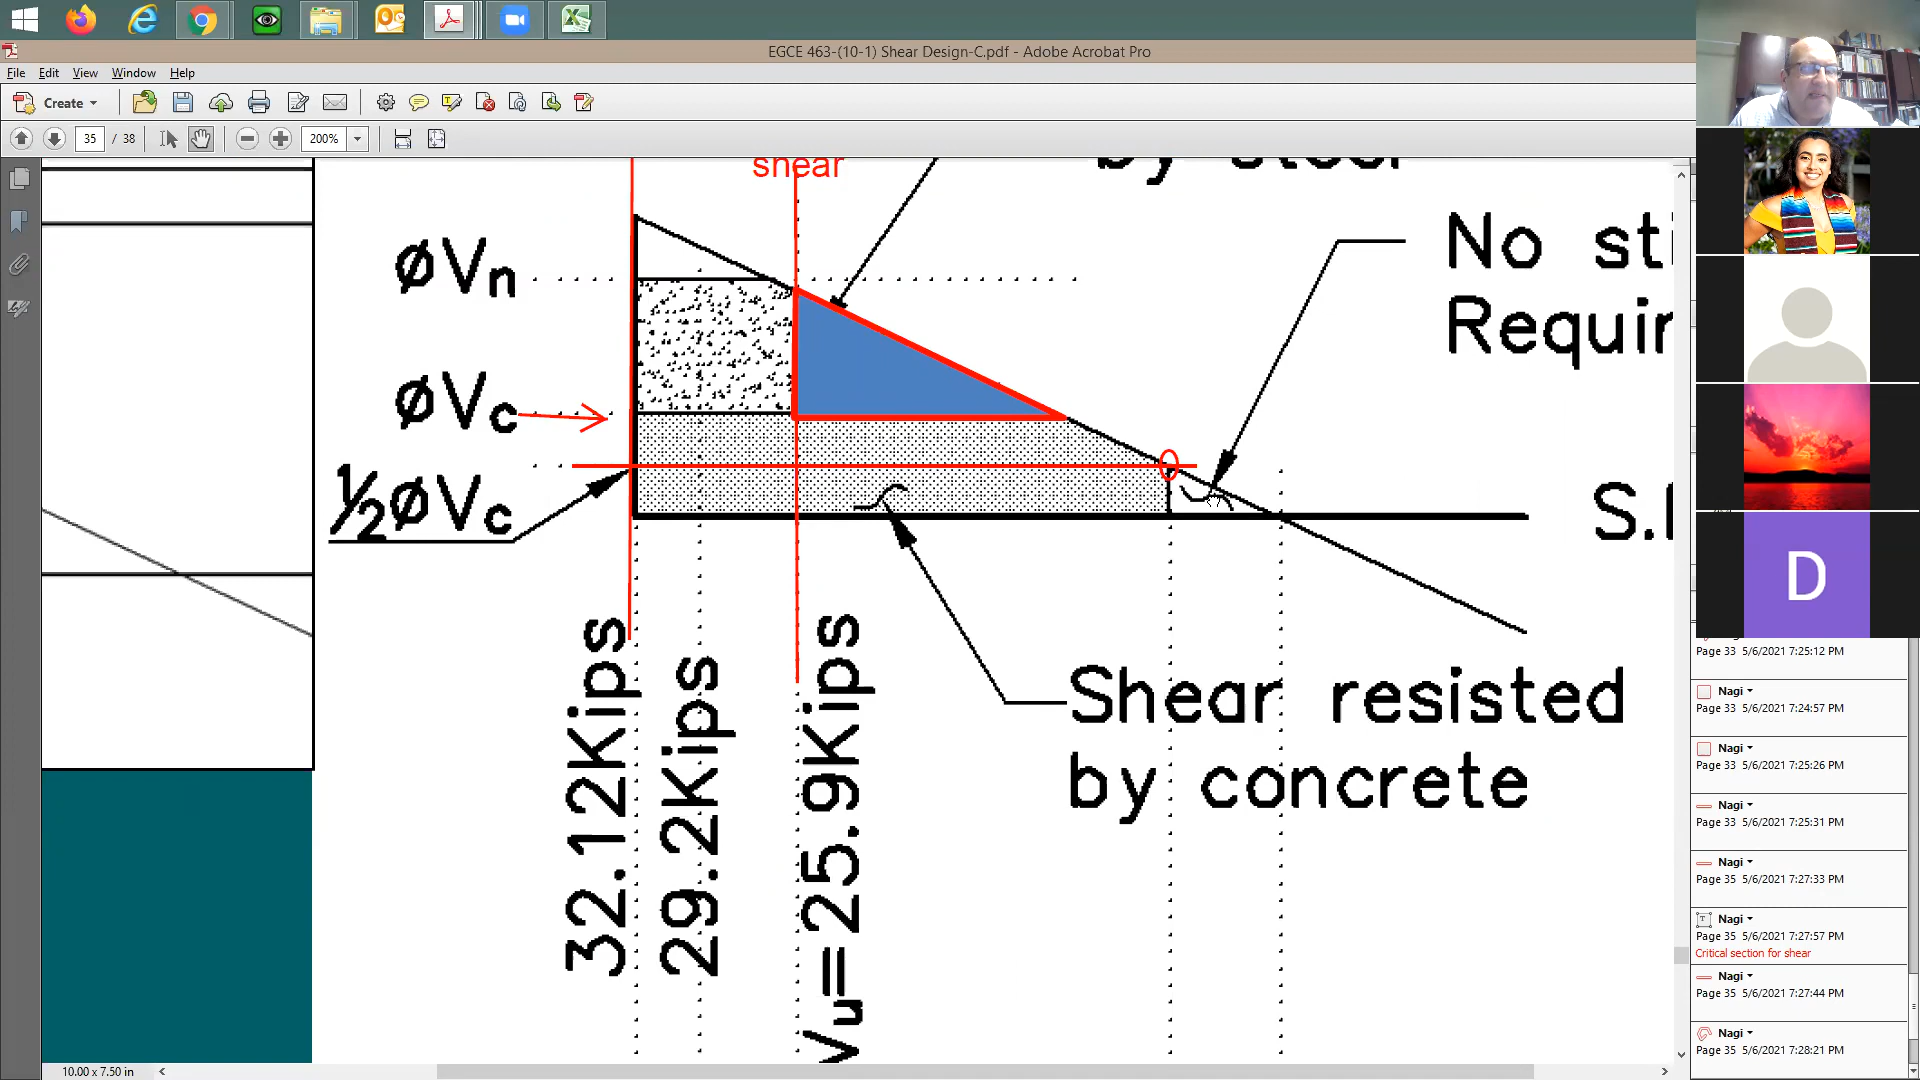 EGCE 463-(10-1) Shear Design-C.pdf - Adobe Acrobat Pro
File Edit View Window Help
Create
35 / 38
200%
shear
by steel
No sti
Requir
øVn
øVc
½øVc
32.12Kips
29.2Kips
Vu=25.9Kips
Shear resisted
by concrete
D
Page 33 5/6/2021 7:25:12 PM
Nagi
Page 33 5/6/2021 7:24:57 PM
Nagi
Page 33 5/6/2021 7:25:26 PM
Nagi
Page 33 5/6/2021 7:25:31 PM
Nagi
Page 35 5/6/2021 7:27:33 PM
Nagi
Page 35 5/6/2021 7:27:57 PM
Critical section for shear
Nagi
Page 35 5/6/2021 7:27:44 PM
Nagi
Page 35 5/6/2021 7:28:21 PM
10.00 x 7.50 in